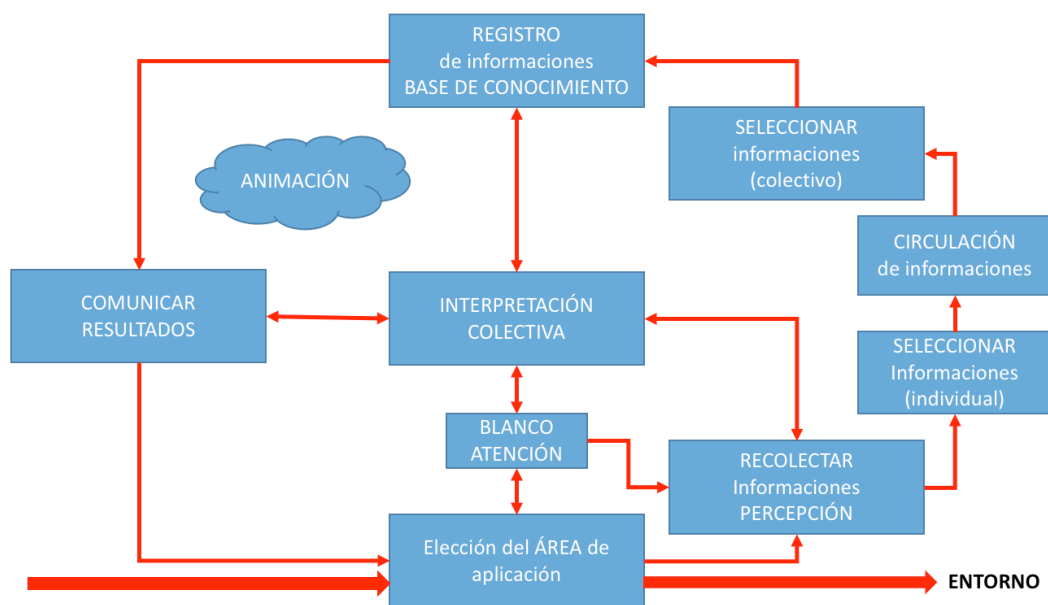 REGISTRO
de informaciones
BASE DE CONOCIMIENTO
SELECCIONAR
informaciones
(colectivo)
ANIMACIÓN
CIRCULACIÓN
de informaciones
COMUNICAR
RESULTADOS
INTERPRETACIÓN
COLECTIVA
SELECCIONAR
Informaciones
(individual)
BLANCO
ATENCIÓN
RECOLECTAR
Informaciones
PERCEPCIÓN
Elección del ÁREA de
aplicación
ENTORNO